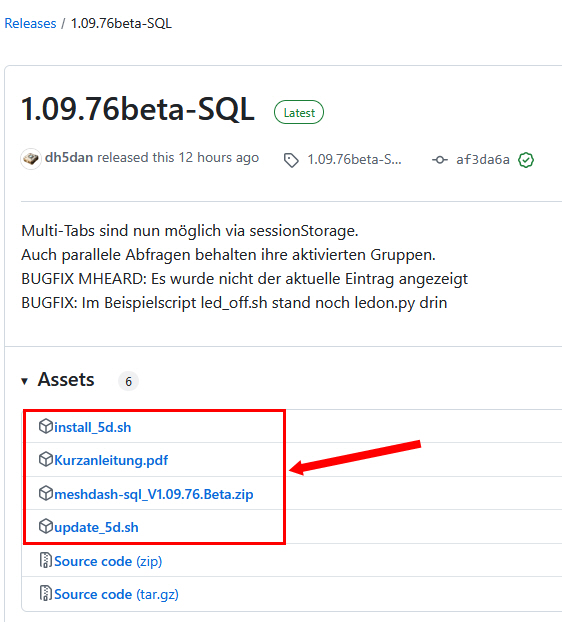 Releases / 1.09.76beta-SQL
1.09.76beta-SQL Latest
dh5dan released this 12 hours ago 1.09.76beta-S... af3da6a
Multi-Tabs sind nun möglich via sessionStorage.
Auch parallele Abfragen behalten ihre aktivierten Gruppen.
BUGFIX MHEARD: Es wurde nicht der aktuelle Eintrag angezeigt
BUGFIX: Im Beispielscript led_off.sh stand noch ledon.py drin
Assets 6
install_5d.sh
Kurzanleitung.pdf
meshdash-sql_V1.09.76.Beta.zip
update_5d.sh
Source code (zip)
Source code (tar.gz)